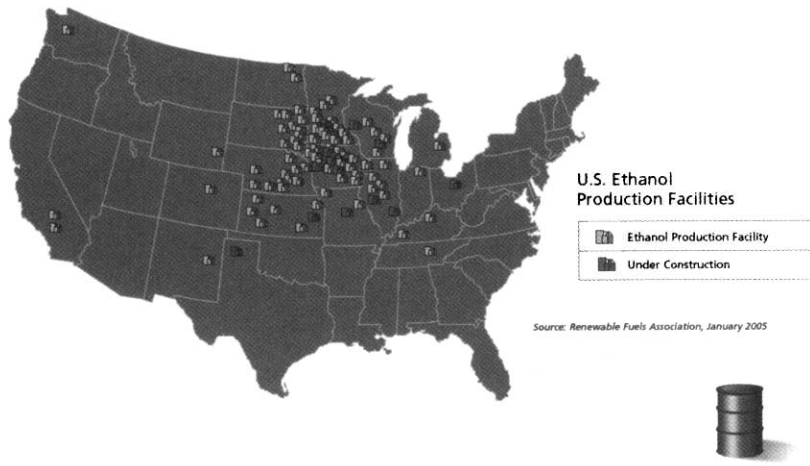 U.S. Ethanol
Production Facilities
Ethanol Production Facility
Under Construction
Source: Renewable Fuels Association, January 2005